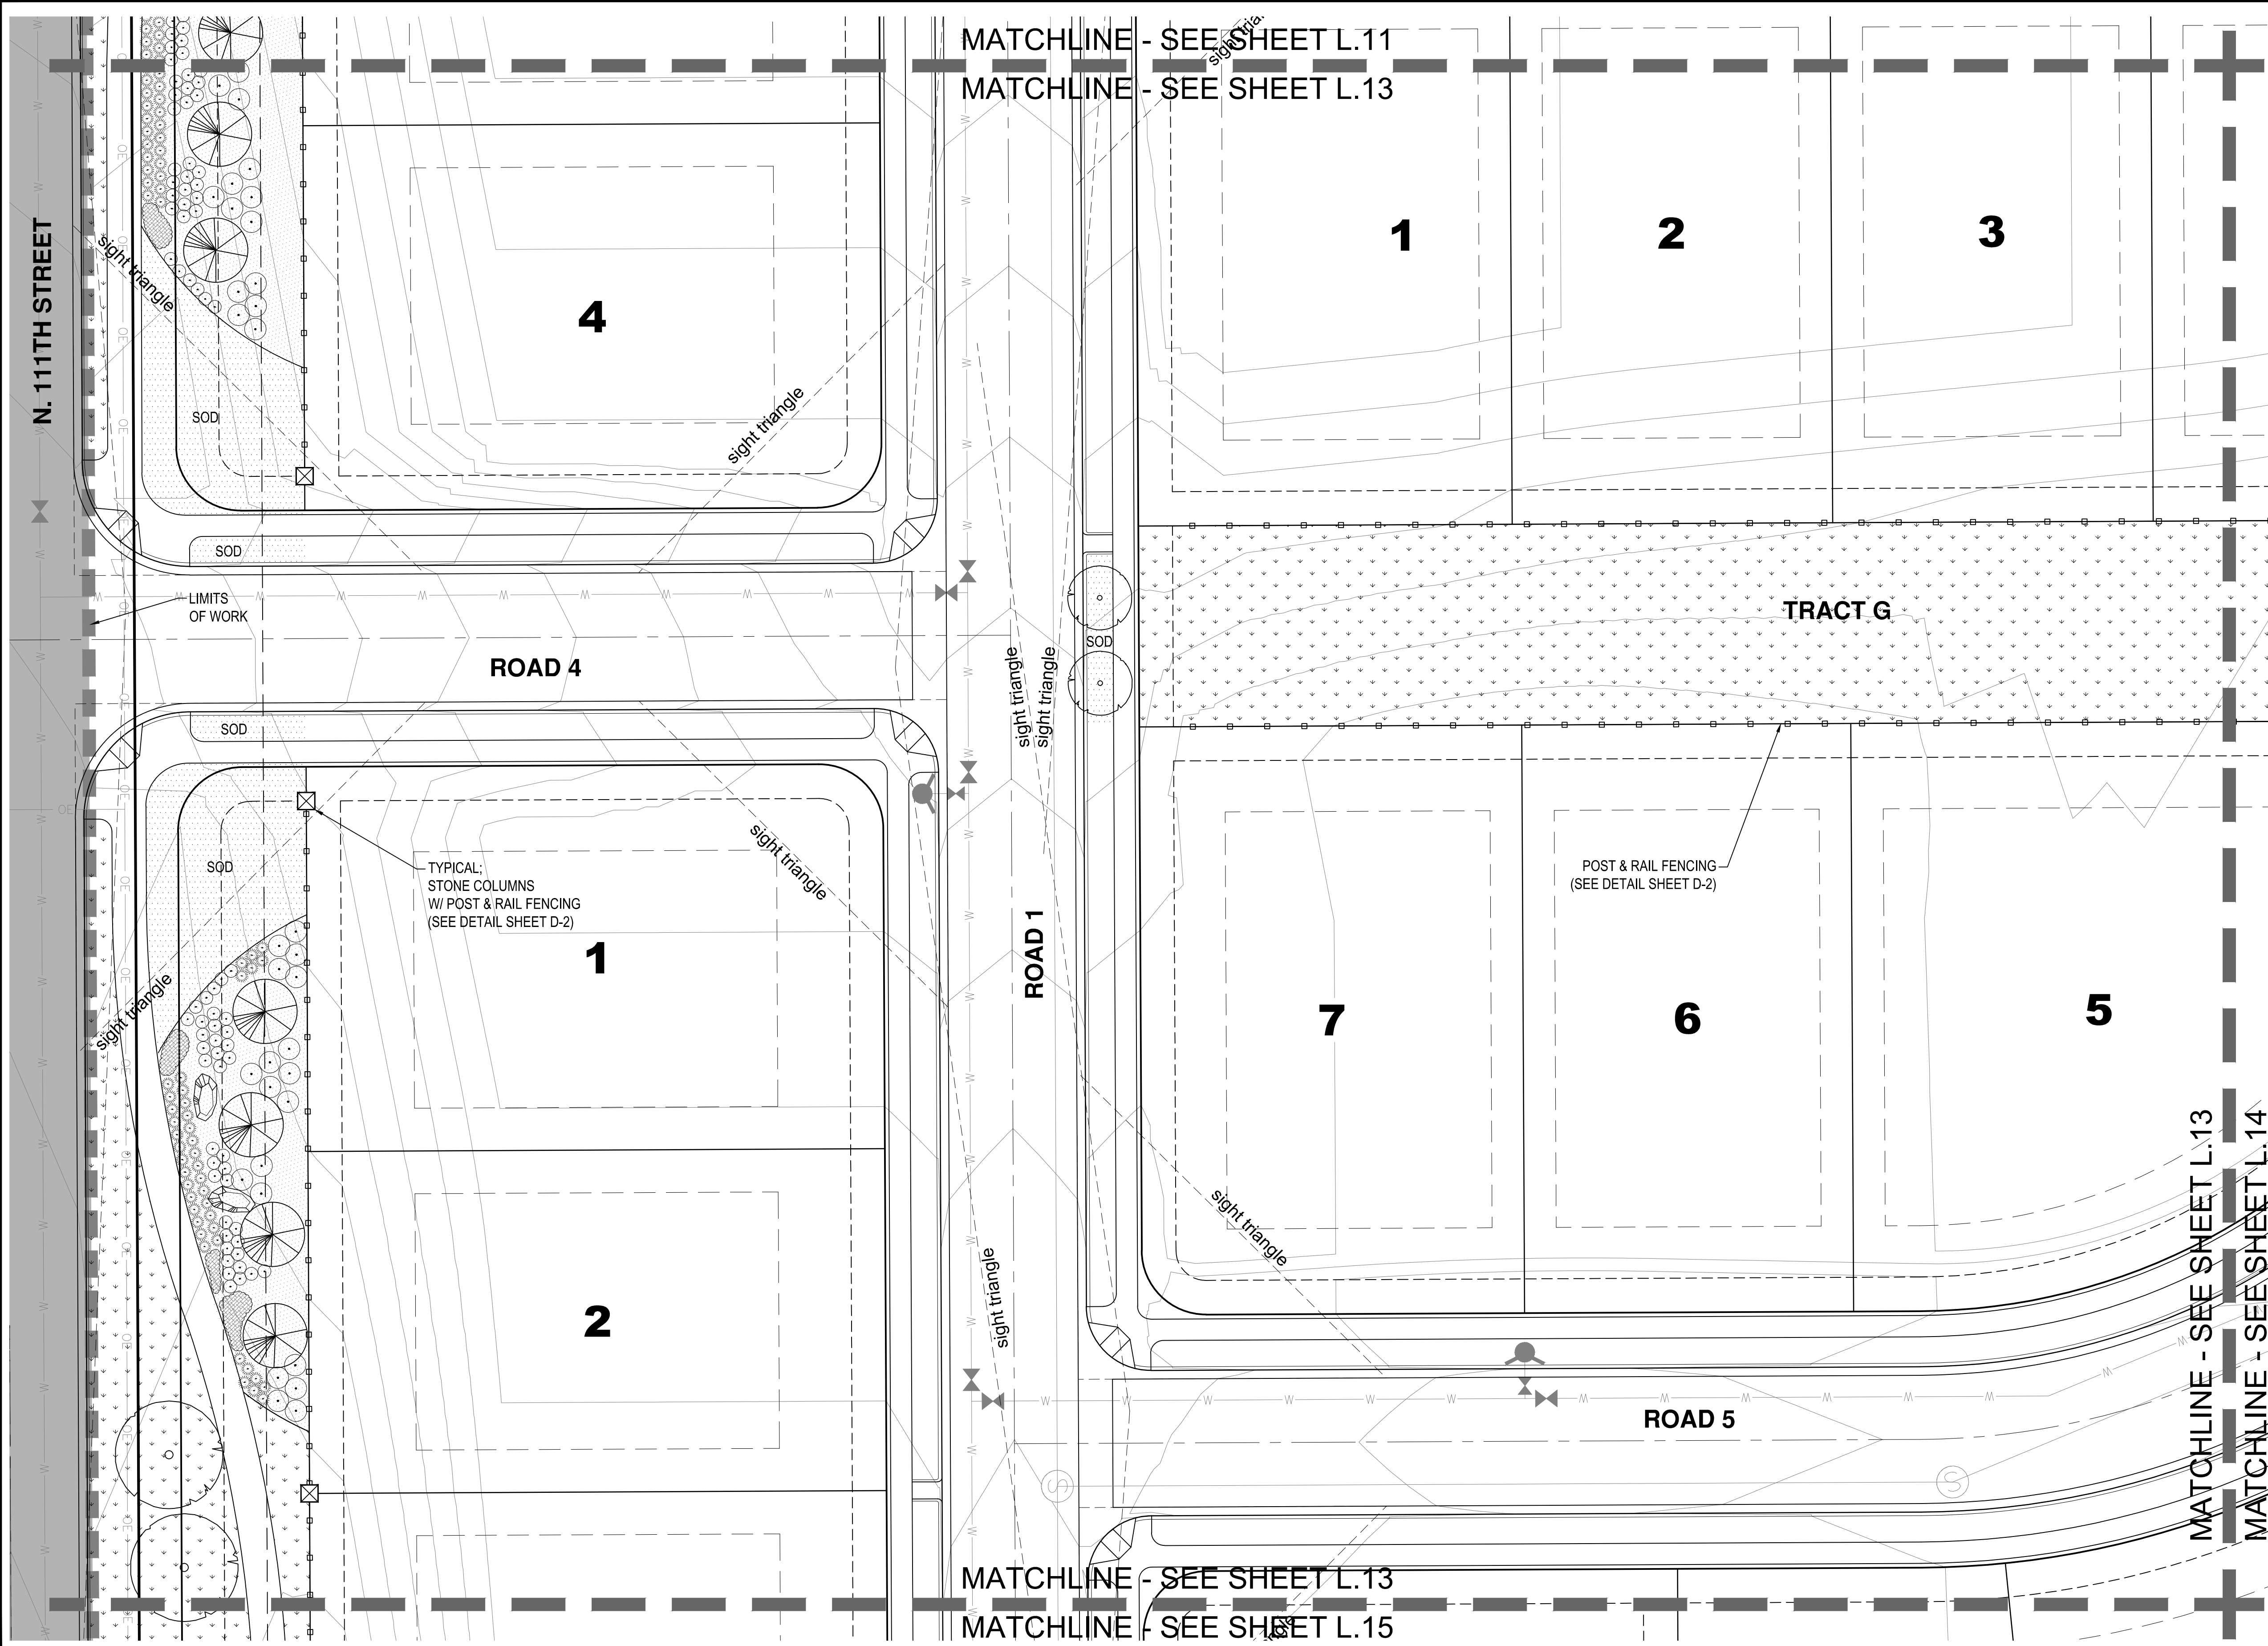 MATCHLINE - SEE SHEET L.11
MATCHLINE - SEE SHEET L.13
sight
N. 111TH STREET
sight triangle
4
sight triangle
1
2
3
SOD
SOD
LIMITS
OF WORK
ROAD 4
SOD
TRACT G
sight triangle
sight triangle
SOD
SOD
TYPICAL;
STONE COLUMNS
W/ POST & RAIL FENCING
(SEE DETAIL SHEET D-2)
sight triangle
POST & RAIL FENCING
(SEE DETAIL SHEET D-2)
1
ROAD 1
sight triangle
7
6
5
sight triangle
sight triangle
2
ROAD 5
W
OE
S
S
MATCHLINE - SEE SHEET L.13
MATCHLINE - SEE SHEET L.14
MATCHLINE - SEE SHEET L.13
MATCHLINE - SEE SHEET L.15